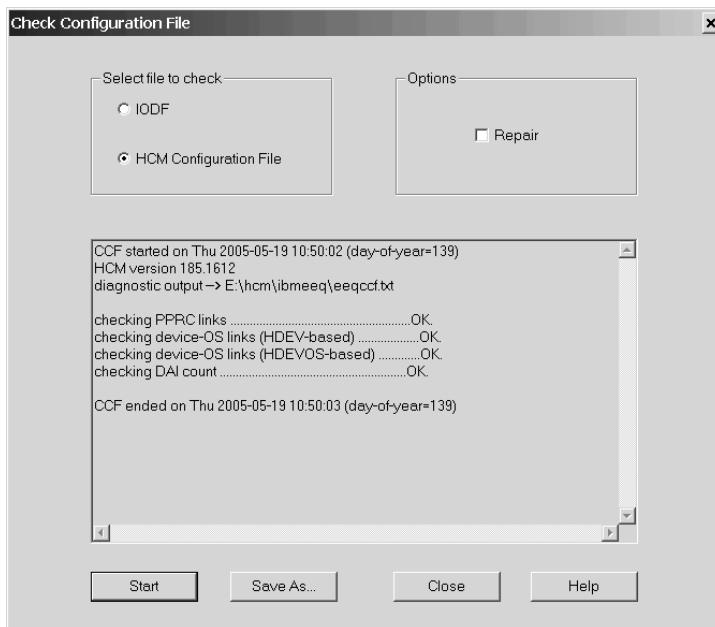 Check Configuration File
Select file to check
IODF
HCM Configuration File
Options
Repair
CCF started on Thu 2005-05-19 10:50:02 (day-of-year=139)
HCM version 185.1612
diagnostic output --> E:\hcm\ibmeeq\eeqccf.txt
checking PPRC links ......................................................OK.
checking device-OS links (HDEV-based) ..................OK.
checking device-OS links (HDEVOS-based) ............OK.
checking DAI count ........................................................OK.
CCF ended on Thu 2005-05-19 10:50:03 (day-of-year=139)
Start
Save As...
Close
Help